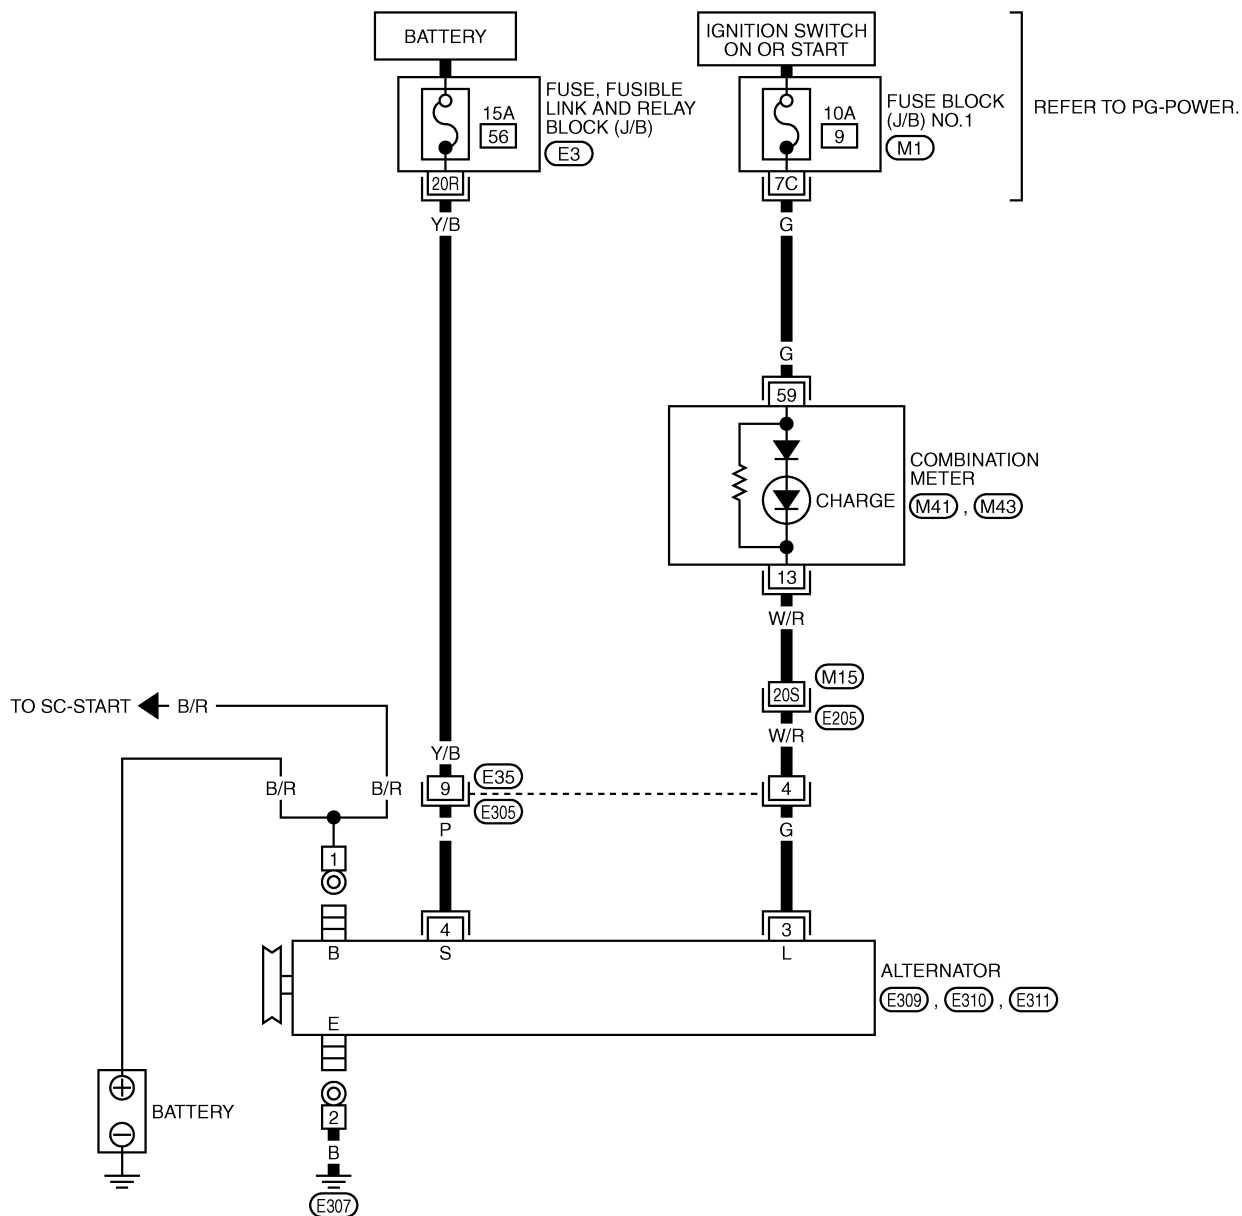 BATTERY
IGNITION SWITCH
ON OR START
15A
56
FUSE, FUSIBLE
LINK AND RELAY
BLOCK (J/B)
E3
10A
9
FUSE BLOCK
(J/B) NO.1
M1
REFER TO PG-POWER.
20R
7C
Y/B
G
G
59
COMBINATION
METER
M41 , M43
CHARGE
13
W/R
M15
20S
E205
W/R
TO SC-START
B/R
Y/B
B/R
B/R
9
E35
E305
4
P
G
1
4
3
B
S
L
ALTERNATOR
E309 , E310 , E311
E
BATTERY
2
B
E307